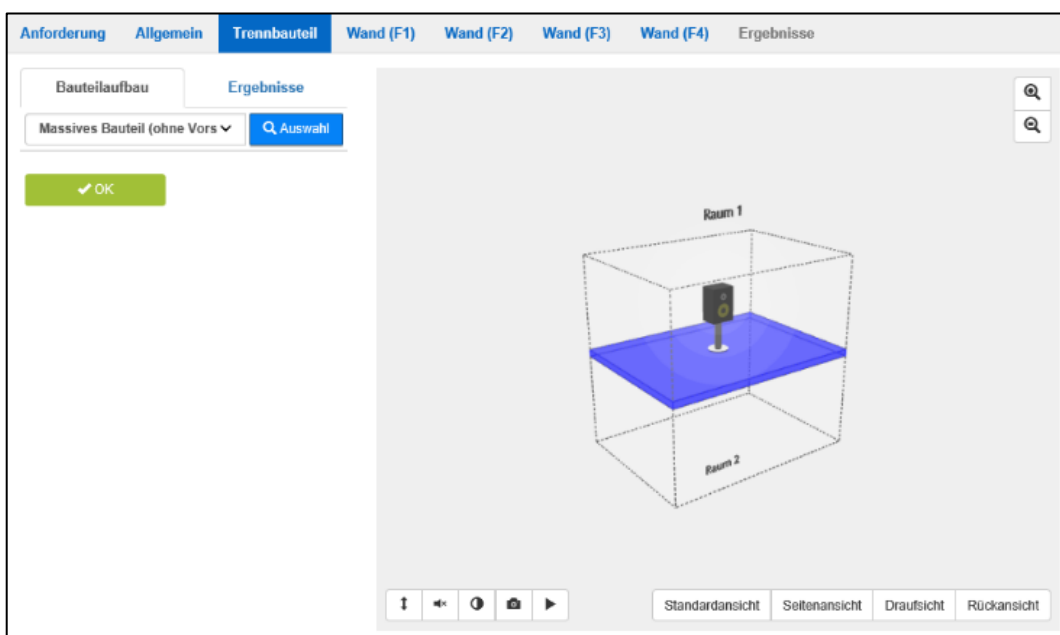 Anforderung Allgemein Trennbauteil Wand (F1) Wand (F2) Wand (F3) Wand (F4) Ergebnisse
Bauteilaufbau Ergebnisse
Massives Bauteil (ohne Vors Auswahl
OK
Raum 1
Raum 2
Standardansicht Seitenansicht Draufsicht Rückansicht